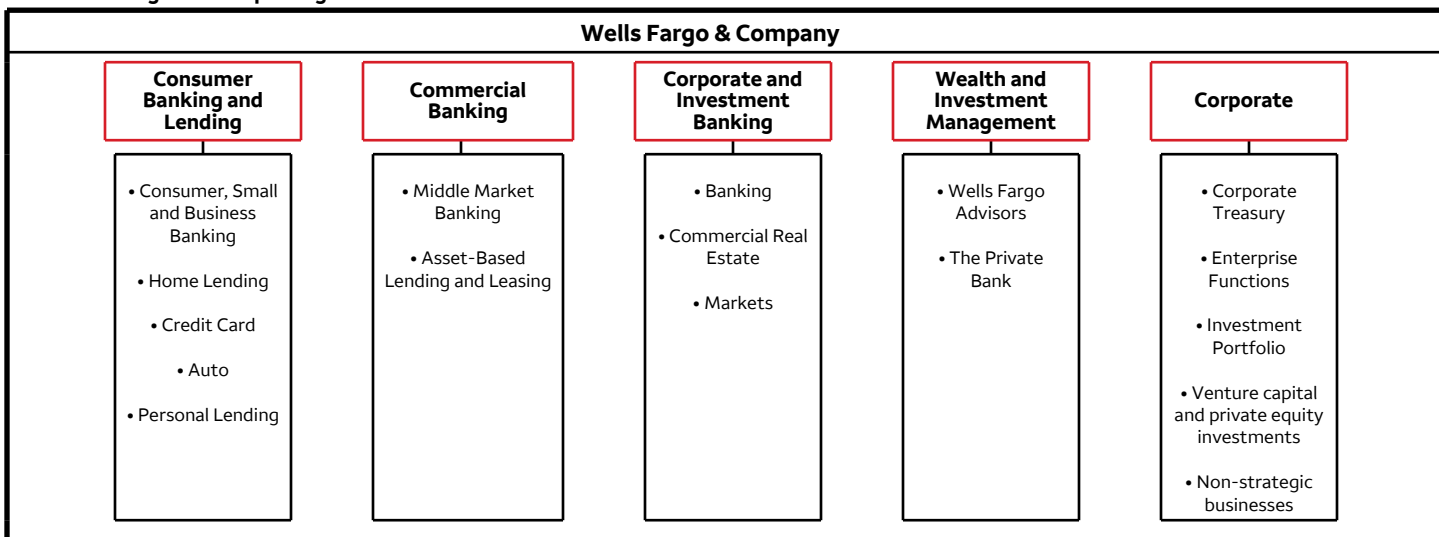 Wells Fargo & Company
Consumer
Banking and
Lending
• Consumer, Small
and Business
Banking
• Home Lending
• Credit Card
• Auto
• Personal Lending
Commercial
Banking
• Middle Market
Banking
• Asset-Based
Lending and Leasing
Corporate and
Investment
Banking
• Banking
• Commercial Real
Estate
• Markets
Wealth and
Investment
Management
• Wells Fargo
Advisors
• The Private
Bank
Corporate
• Corporate
Treasury
• Enterprise
Functions
• Investment
Portfolio
• Venture capital
and private equity
investments
• Non-strategic
businesses